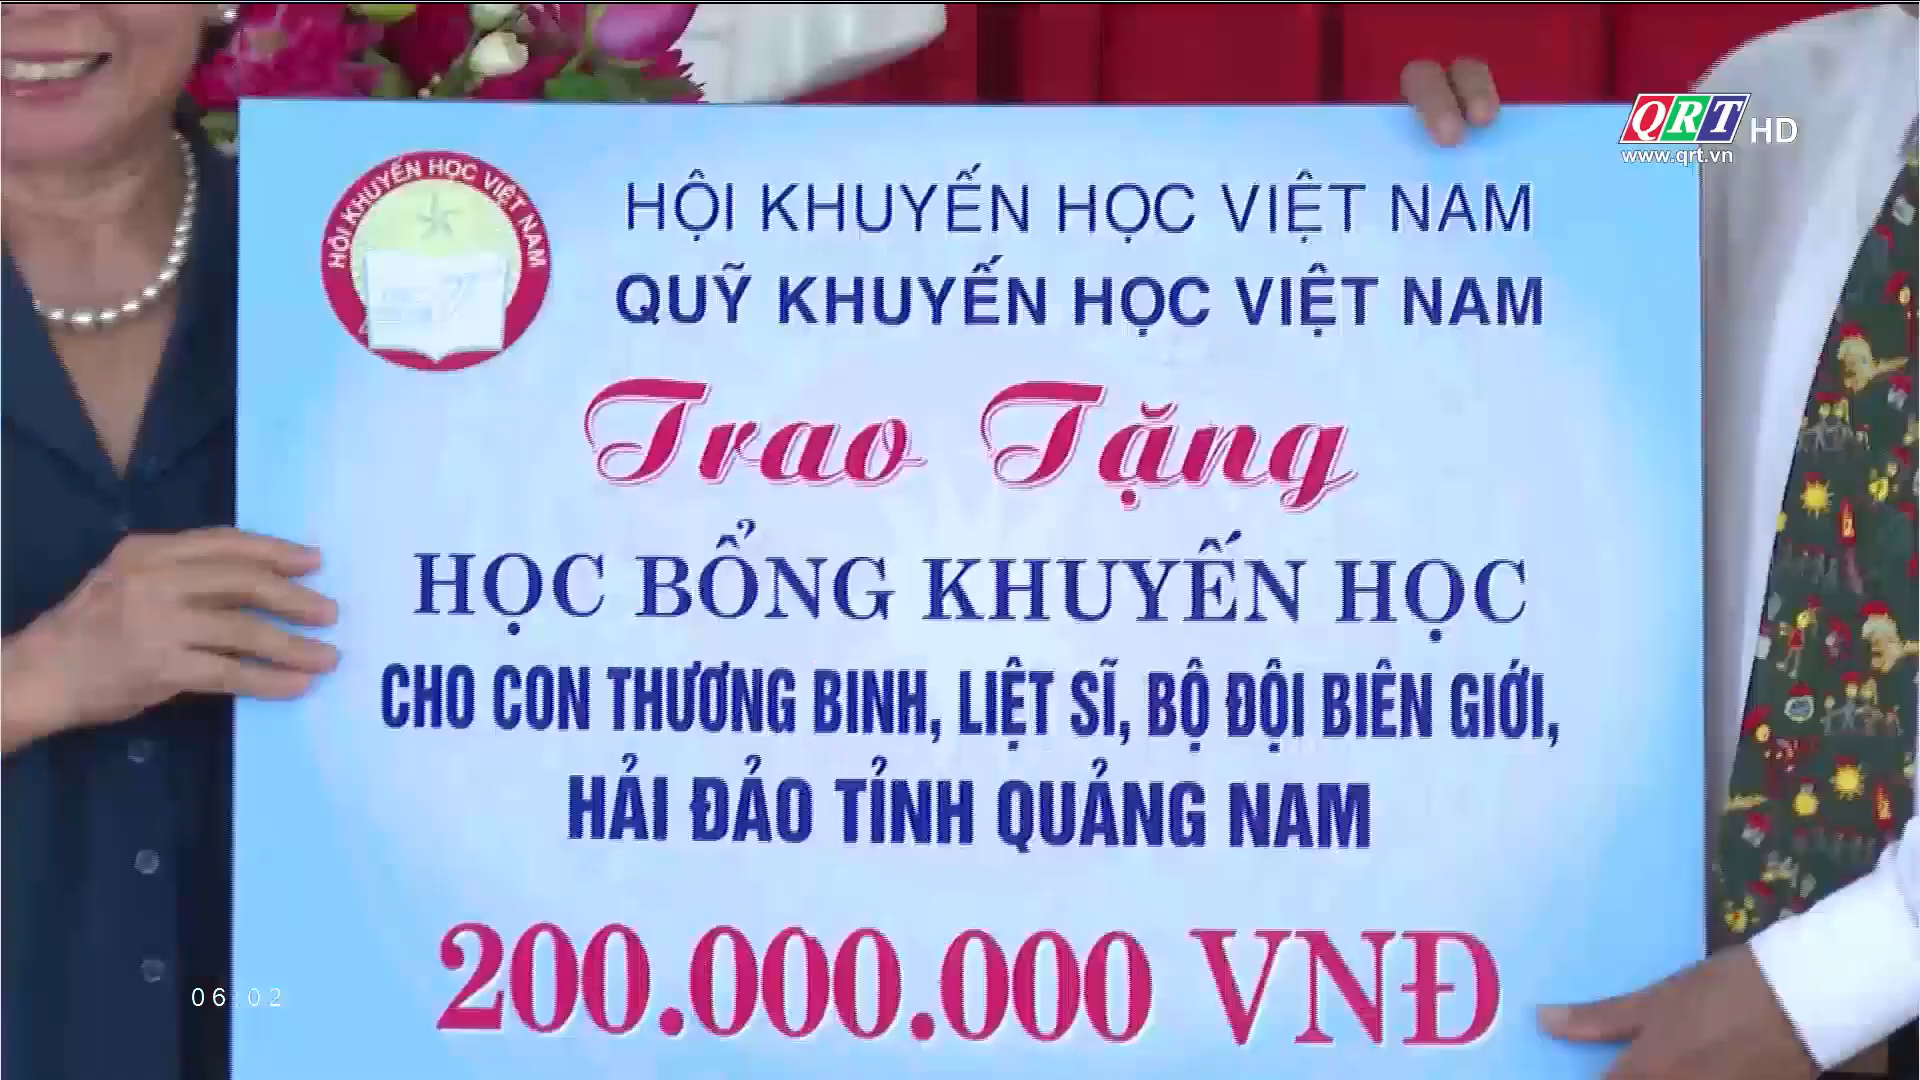 QRT HD
www.qrt.vn
HỘI KHUYẾN HỌC VIỆT NAM
HỘI KHUYẾN HỌC VIỆT NAM
QUỸ KHUYẾN HỌC VIỆT NAM
Trao Tặng
HỌC BỔNG KHUYẾN HỌC
CHO CON THƯƠNG BINH, LIỆT SĨ, BỘ ĐỘI BIÊN GIỚI,
HẢI ĐẢO TỈNH QUẢNG NAM
200.000.000 VNĐ
06:02